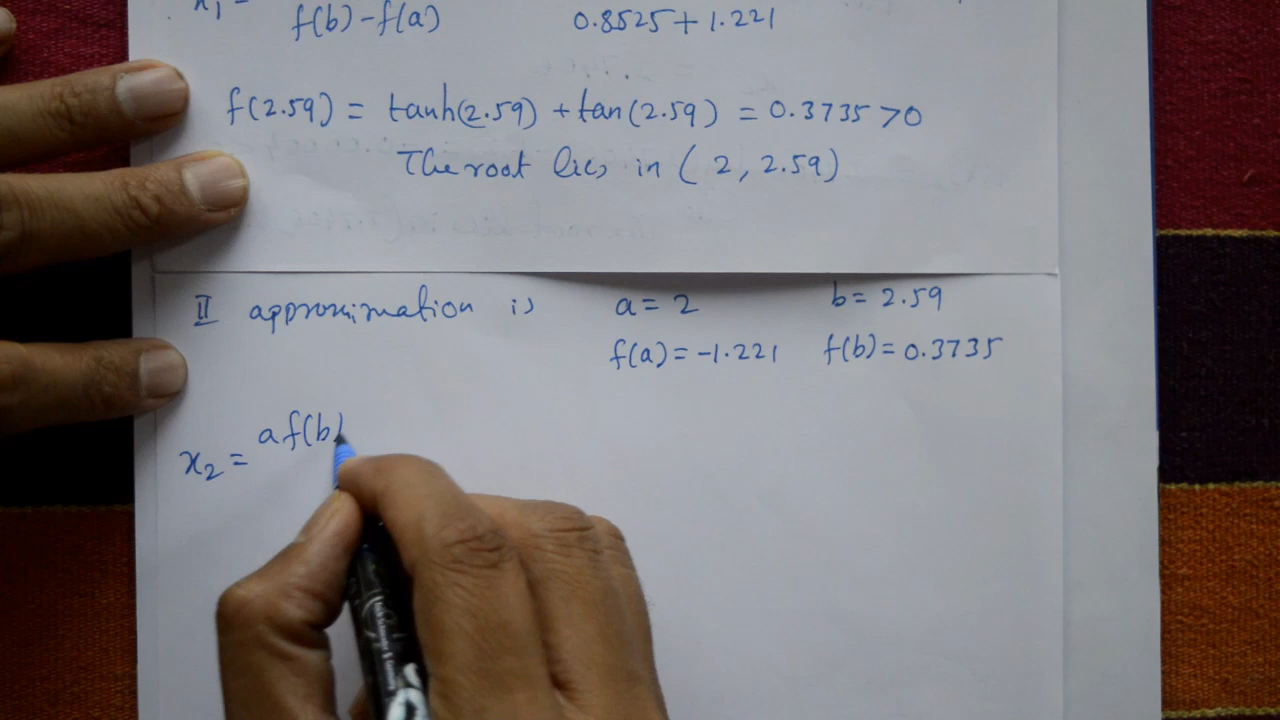 x₁ =
f(b) - f(a) 0.8525 + 1.221
f(2.59) = tanh(2.59) + tan(2.59) = 0.3735 > 0
The root lies in ( 2 , 2.59 )
II approximation is a = 2 b = 2.59
f(a) = -1.221 f(b) = 0.3735
x₂ = a f(b)